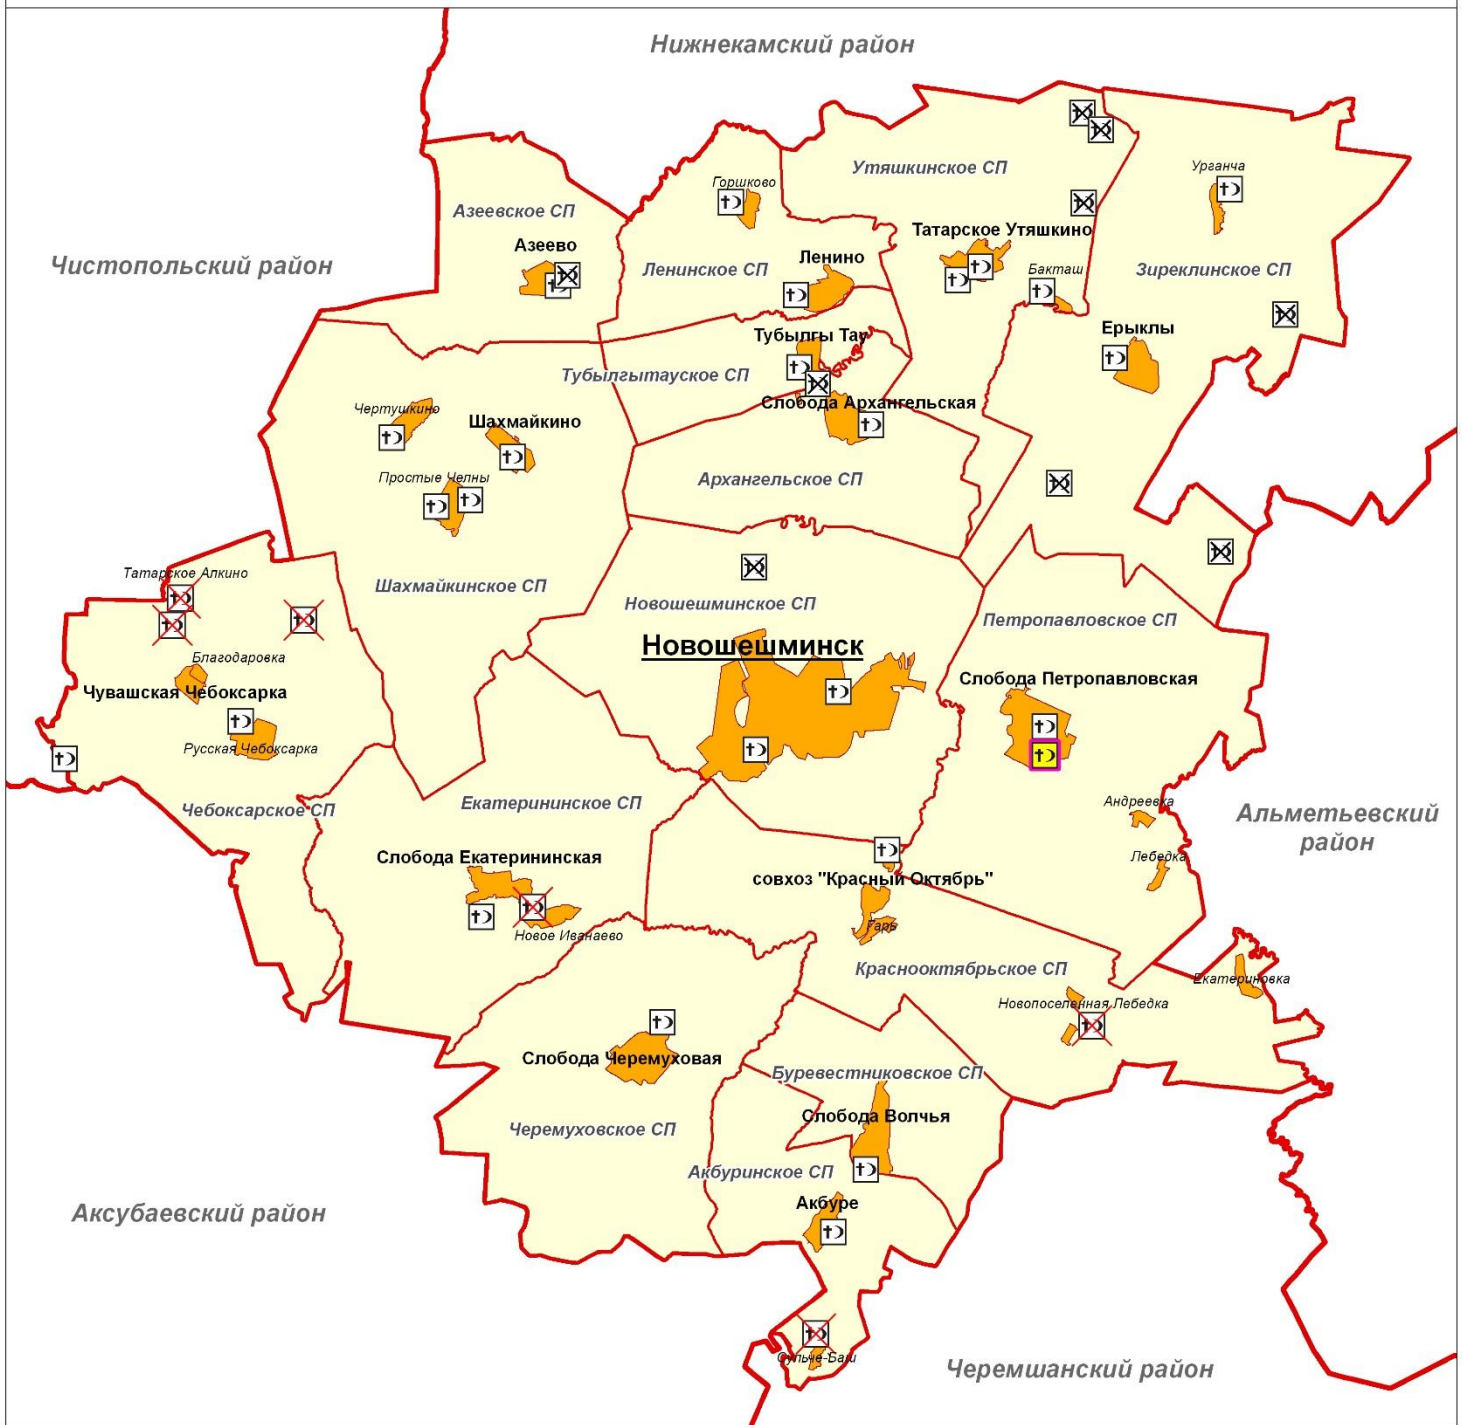 Нижнекамский район
Утяшкинское СП
Урганча
Горшково
Азеевское СП
Татарское Утяшкино
Азеево
Ленино
Чистопольский район
Ленинское СП
Бакташ
Зиреклинское СП
Ерыклы
Тубылгы Тау
Тубылгытауское СП
Слобода Архангельская
Чертушкино
Шахмайкино
Простые Челны
Архангельское СП
Татарское Алкино
Шахмайкинское СП
Новошешминское СП
Петропавловское СП
Новошешминск
Благодаровка
Слобода Петропавловская
Чувашская Чебоксарка
Русская Чебоксарка
Андреевка
Екатерининское СП
Чебоксарское СП
Альметьевский
район
Слобода Екатерининская
Лебедка
совхоз "Красный Октябрь"
Гарь
Новое Иванаево
Краснооктябрьское СП
Екатериновка
Новопоселенная Лебедка
Слобода Черемуховая
Буревестниковское СП
Слобода Волчья
Черемуховское СП
Акбуринское СП
Акбуре
Аксубаевский район
Сульче-Баш
Черемшанский район